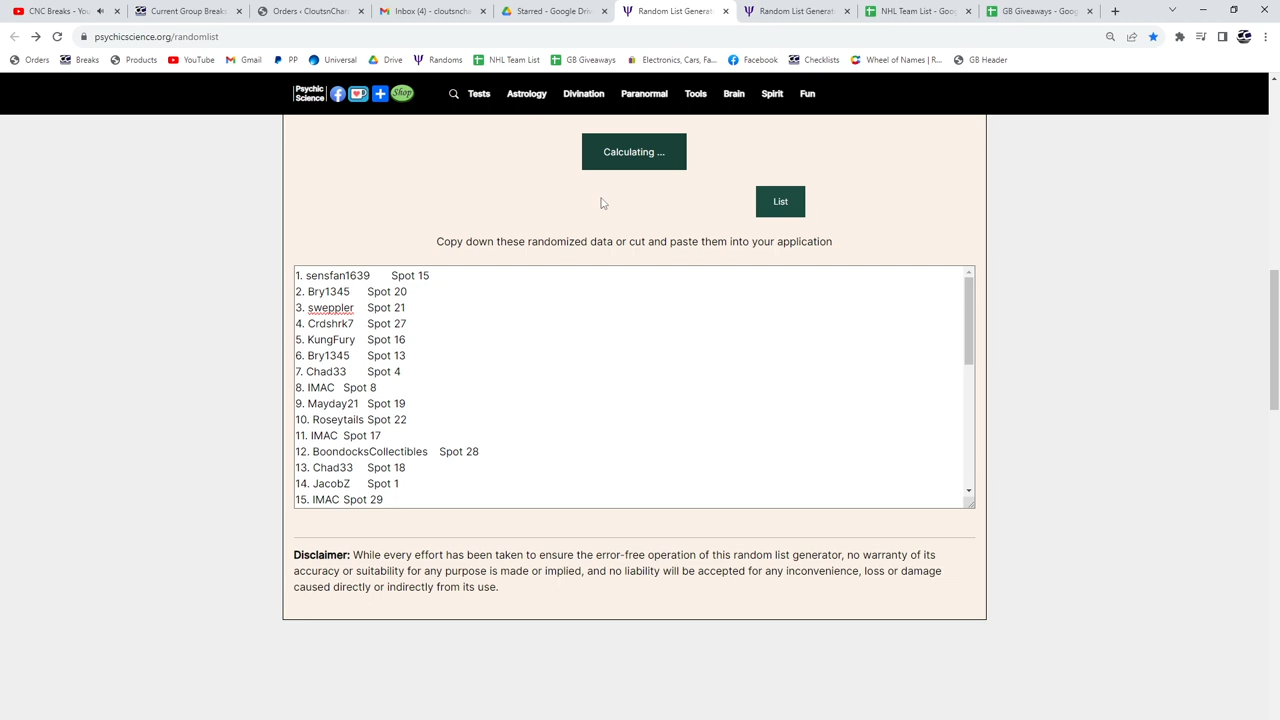 CNC Breaks - You
Current Group Breaks
Orders ‹ CloutsnChar
Inbox (4) - cloutsncha
Starred - Google Driv
Random List Generat
Random List Generat
NHL Team List - Goog
GB Giveaways - Goog
psychicscience.org/randomlist
Orders
Breaks
Products
YouTube
Gmail
PP
Universal
Drive
Randoms
NHL Team List
GB Giveaways
Electronics, Cars, Fa...
Facebook
Checklists
Wheel of Names | R...
GB Header
Psychic Science
Shop
Tests
Astrology
Divination
Paranormal
Tools
Brain
Spirit
Fun
Calculating ...
List
Copy down these randomized data or cut and paste them into your application
1. sensfan1639 Spot 15
2. Bry1345 Spot 20
3. sweppler Spot 21
4. Crdshrk7 Spot 27
5. KungFury Spot 16
6. Bry1345 Spot 13
7. Chad33 Spot 4
8. IMAC Spot 8
9. Mayday21 Spot 19
10. Roseytails Spot 22
11. IMAC Spot 17
12. BoondocksCollectibles Spot 28
13. Chad33 Spot 18
14. JacobZ Spot 1
15. IMAC Spot 29
Disclaimer: While every effort has been taken to ensure the error-free operation of this random list generator, no warranty of its
accuracy or suitability for any purpose is made or implied, and no liability will be accepted for any inconvenience, loss or damage
caused directly or indirectly from its use.